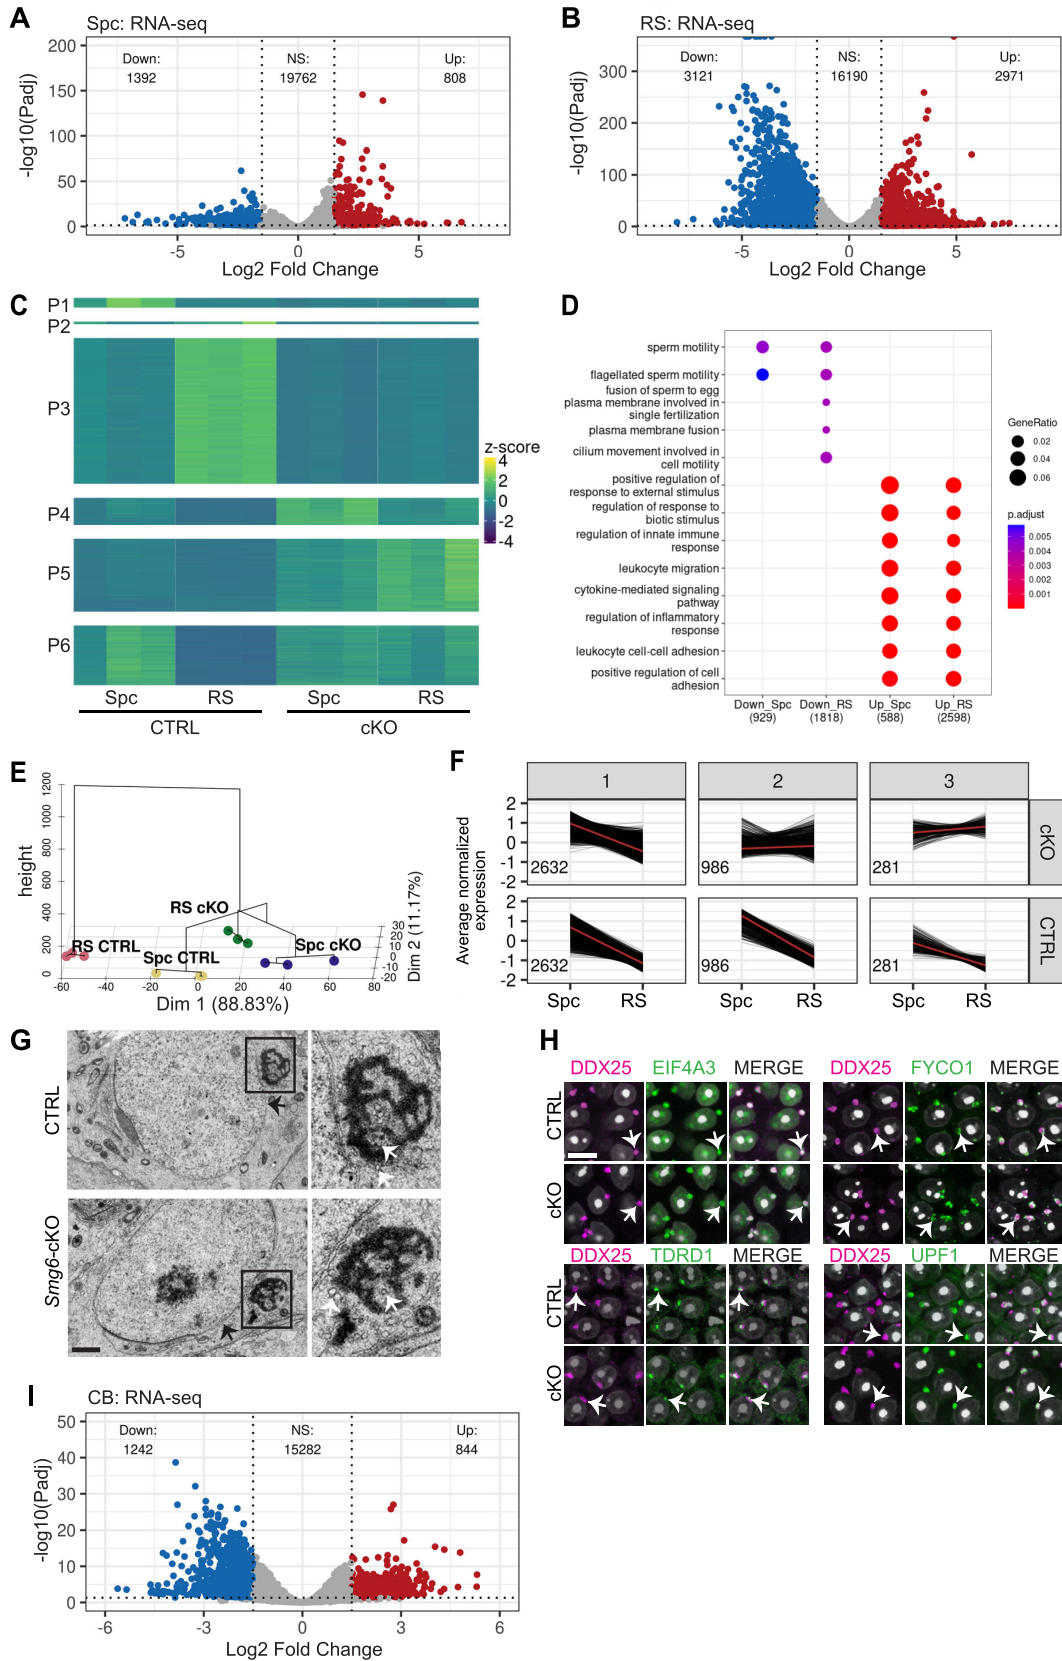 A
Spc: RNA-seq
-log10(Padj)
200
150
100
50
0
Down:
1392
NS:
19762
Up:
808
-5
0
5
Log2 Fold Change
B
RS: RNA-seq
-log10(Padj)
300
200
100
0
Down:
3121
NS:
16190
Up:
2971
-5
0
5
Log2 Fold Change
C
P1
P2
P3
P4
P5
P6
z-score
4
2
0
-2
-4
Spc
RS
Spc
RS
CTRL
cKO
D
sperm motility
flagellated sperm motility
fusion of sperm to egg
plasma membrane involved in
single fertilization
plasma membrane fusion
cilium movement involved in
cell motility
positive regulation of
response to external stimulus
regulation of response to
biotic stimulus
regulation of innate immune
response
leukocyte migration
cytokine-mediated signaling
pathway
regulation of inflammatory
response
leukocyte cell-cell adhesion
positive regulation of cell
adhesion
Down_Spc
(929)
Down_RS
(1818)
Up_Spc
(588)
Up_RS
(2598)
GeneRatio
0.02
0.04
0.06
p.adjust
0.005
0.004
0.003
0.002
0.001
E
height
1200
1000
800
600
400
200
0
RS cKO
RS CTRL
Spc CTRL
Spc cKO
-60
-40
-20
0
20
40
60
80
Dim 1 (88.83%)
30
20
10
0
-10
-20
Dim 2 (11.17%)
F
1
2
3
Average normalized
expression
2
1
0
-1
-2
2632
986
281
cKO
2
1
0
-1
-2
2632
986
281
CTRL
Spc
RS
Spc
RS
Spc
RS
G
CTRL
Smg6-cKO
H
DDX25
EIF4A3
MERGE
CTRL
cKO
DDX25
FYCO1
MERGE
DDX25
TDRD1
MERGE
CTRL
cKO
DDX25
UPF1
MERGE
I
CB: RNA-seq
-log10(Padj)
50
40
30
20
10
0
Down:
1242
NS:
15282
Up:
844
-6
-3
0
3
6
Log2 Fold Change